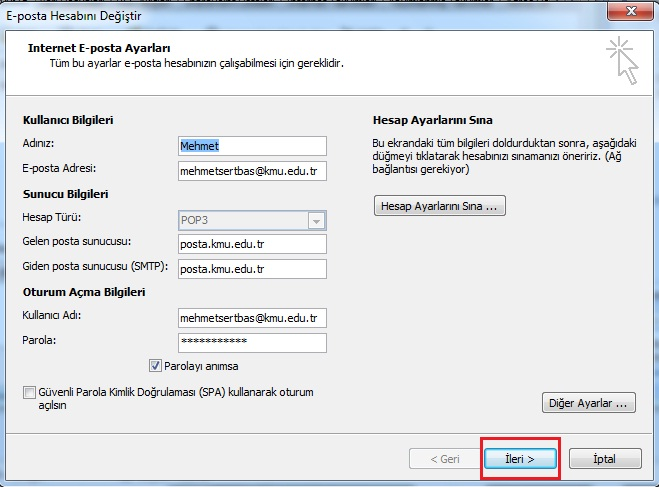 E-posta Hesabını Değiştir
Internet E-posta Ayarları
Tüm bu ayarlar e-posta hesabınızın çalışabilmesi için gereklidir.
Kullanıcı Bilgileri
Adınız:
Mehmet
E-posta Adresi:
mehmetsertbas@kmu.edu.tr
Sunucu Bilgileri
Hesap Türü:
POP3
Gelen posta sunucusu:
posta.kmu.edu.tr
Giden posta sunucusu (SMTP):
posta.kmu.edu.tr
Oturum Açma Bilgileri
Kullanıcı Adı:
mehmetsertbas@kmu.edu.tr
Parola:
***********
Parolayı anımsa
Güvenli Parola Kimlik Doğrulaması (SPA) kullanarak oturum
açılsın
Hesap Ayarlarını Sına
Bu ekrandaki tüm bilgileri doldurduktan sonra, aşağıdaki
düğmeyi tıklatarak hesabınızı sınamanızı öneririz. (Ağ
bağlantısı gerekiyor)
Hesap Ayarlarını Sına ...
Diğer Ayarlar ...
< Geri
İleri >
İptal